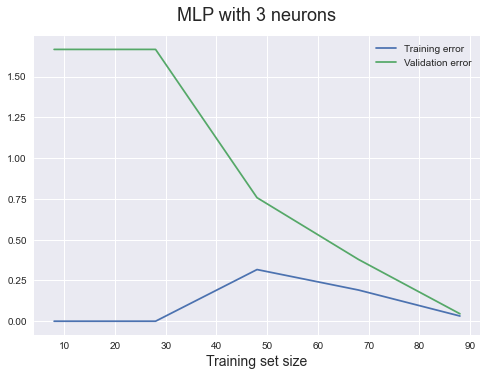 MLP with 3 neurons
Training error
Validation error
1.50
1.25
1.00
0.75
0.50
0.25
0.00
10 20 30 40 50 60 70 80 90
Training set size